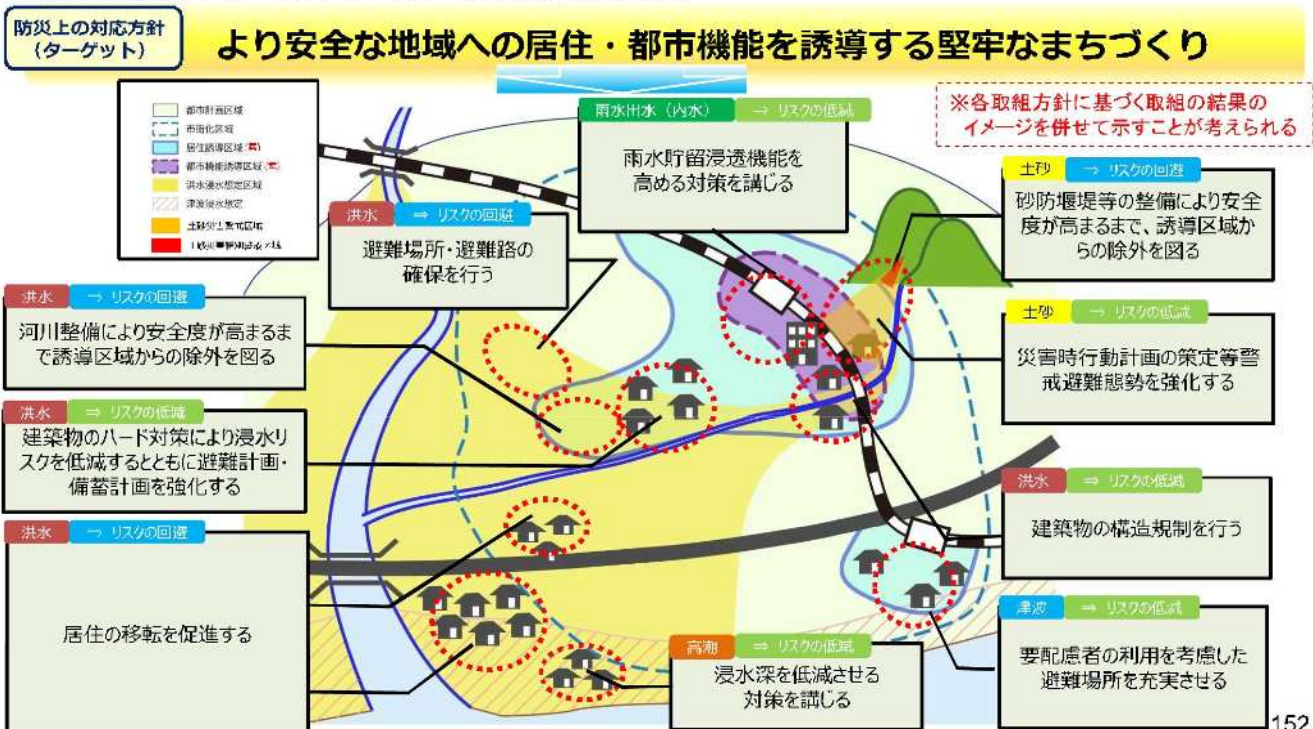 防災上の対応方針
(ターゲット)
より安全な地域への居住・都市機能を誘導する堅牢なまちづくり
※各取組方針に基づく取組の結果の
イメージを併せて示すことが考えられる
都市計画区域
市街化区域
居住誘導区域(案)
都市機能誘導区域(案)
洪水浸水想定区域
津波浸水想定
土砂災害警戒区域
雨水出水(内水) → リスクの低減
雨水貯留浸透機能を
高める対策を講じる
洪水 ⇒ リスクの回避
避難場所・避難路の
確保を行う
土砂 → リスクの回避
砂防堰堤等の整備により安全
度が高まるまで、誘導区域か
らの除外を図る
洪水 → リスクの回避
河川整備により安全度が高まるま
で誘導区域からの除外を図る
土砂 → リスクの低減
災害時行動計画の策定等警
戒避難態勢を強化する
洪水 ⇒ リスクの低減
建築物のハード対策により浸水リ
スクを低減するとともに避難計画・
備蓄計画を強化する
洪水 ⇒ リスクの低減
建築物の構造規制を行う
洪水 → リスクの回避
居住の移転を促進する
高潮 ⇒ リスクの低減
浸水深を低減させる
対策を講じる
津波 ⇒ リスクの低減
要配慮者の利用を考慮した
避難場所を充実させる
152